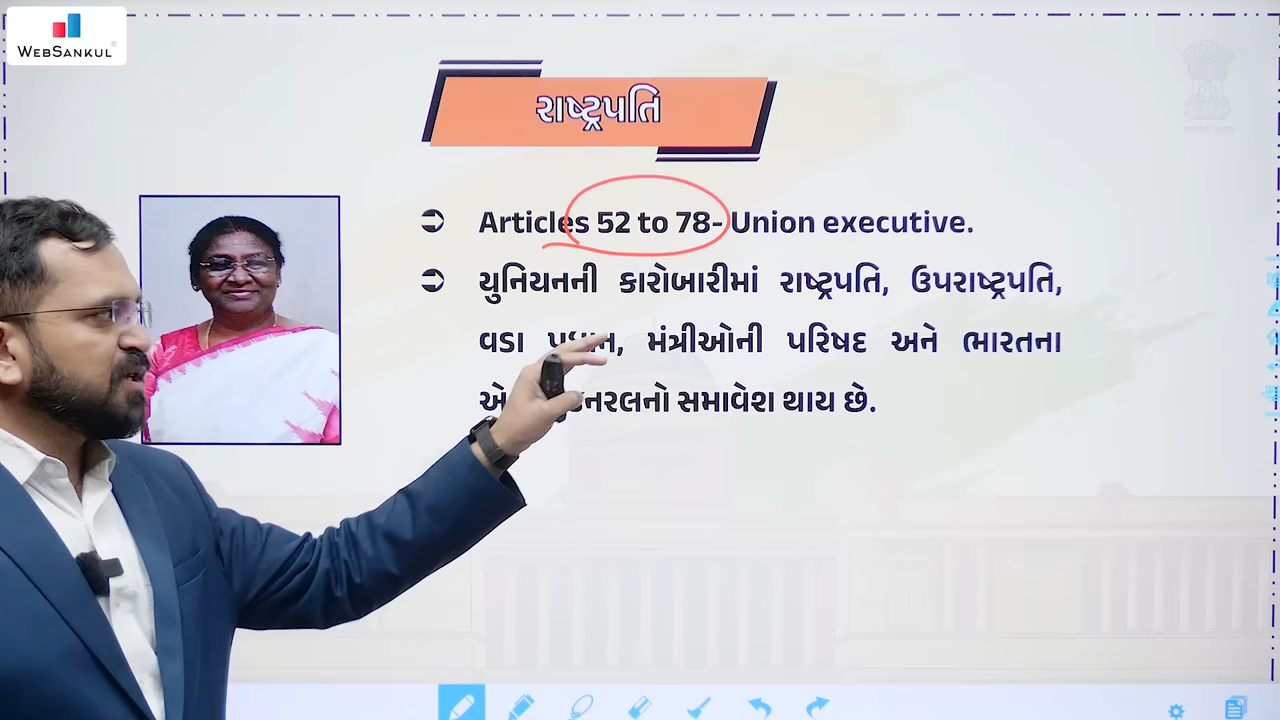 WEBSANKUL
રાષ્ટ્રપતિ
Articles 52 to 78- Union executive.
યુનિયનની કારોબારીમાં રાષ્ટ્રપતિ, ઉપરાષ્ટ્રપતિ,
વડા મંત્રીઓની પરિષદ અને ભારતના
સમાવેશ થાય છે.